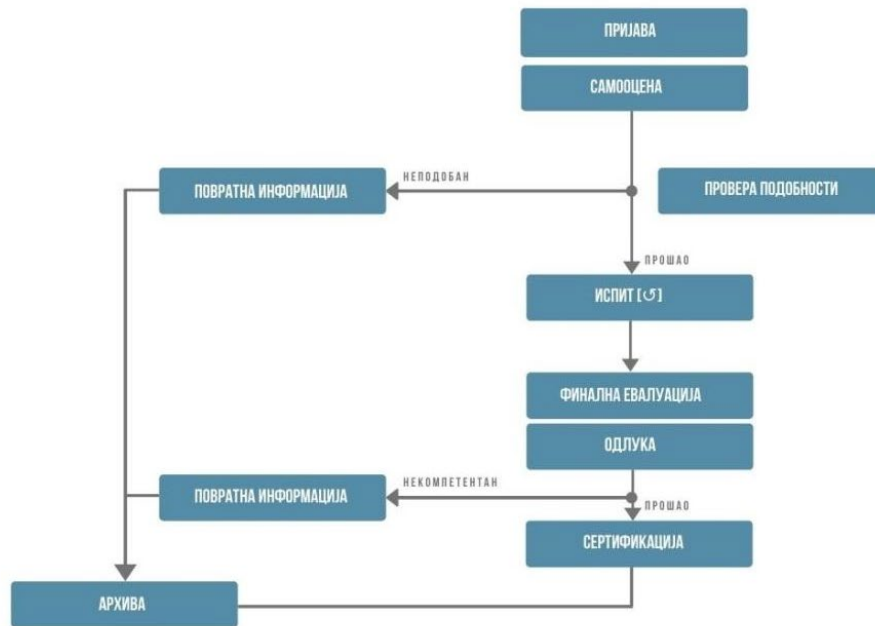 ПРИЈАВА
САМООЦЕНА
ПОВРАТНА ИНФОРМАЦИЈА
НЕПОДОБАН
ПРОВЕРА ПОДОБНОСТИ
ПРОШАО
ИСПИТ [↺]
ФИНАЛНА ЕВАЛУАЦИЈА
ОДЛУКА
ПОВРАТНА ИНФОРМАЦИЈА
НЕКОМПЕТЕНТАН
ПРОШАО
СЕРТИФИКАЦИЈА
АРХИВА